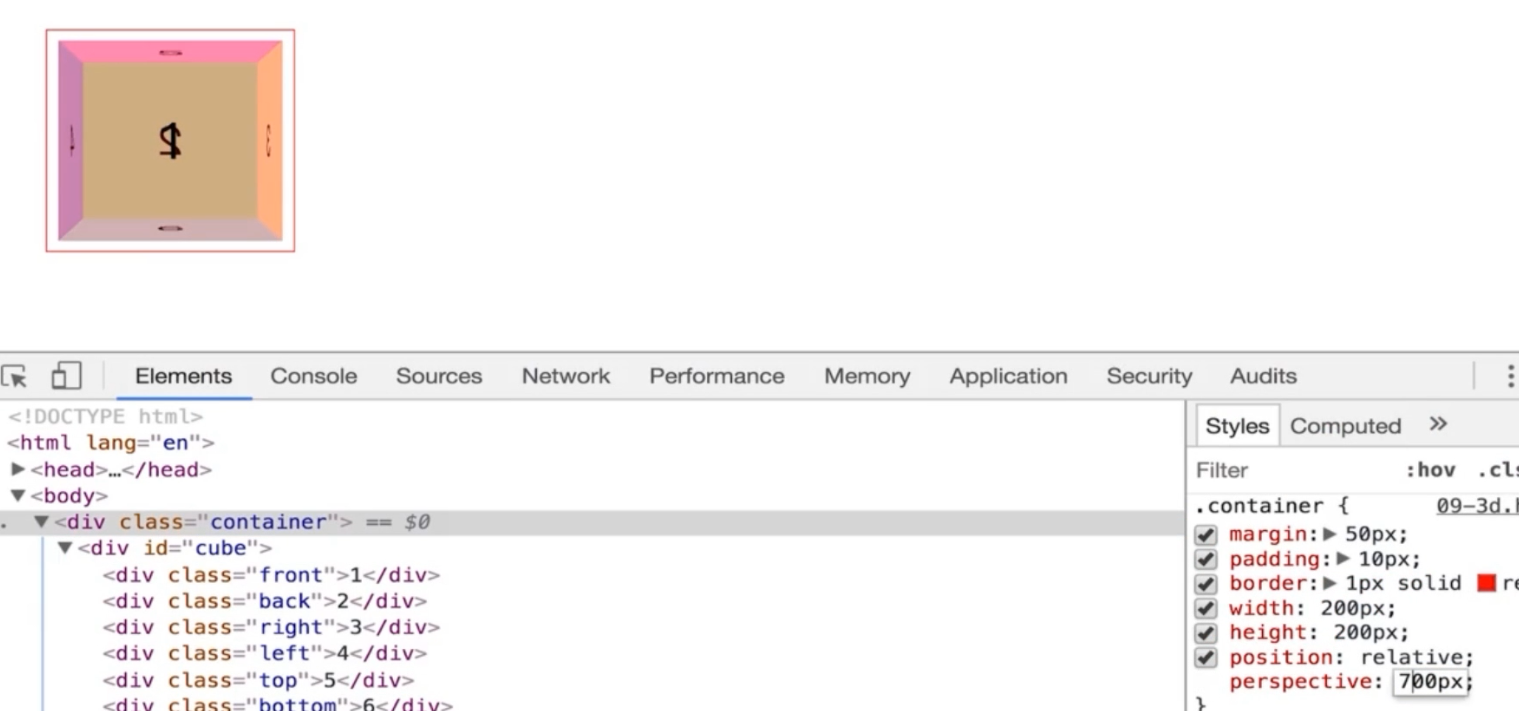 Elements Console Sources Network Performance Memory Application Security Audits
<!DOCTYPE html>
<html lang="en">
<head>…</head>
<body>
<div class="container"> == $0
<div id="cube">
<div class="front">1</div>
<div class="back">2</div>
<div class="right">3</div>
<div class="left">4</div>
<div class="top">5</div>
<div class="bottom">6</div>
Styles Computed
Filter :hov .cls
.container { 09-3d.h
margin: 50px;
padding: 10px;
border: 1px solid re
width: 200px;
height: 200px;
position: relative;
perspective: 700px;
}